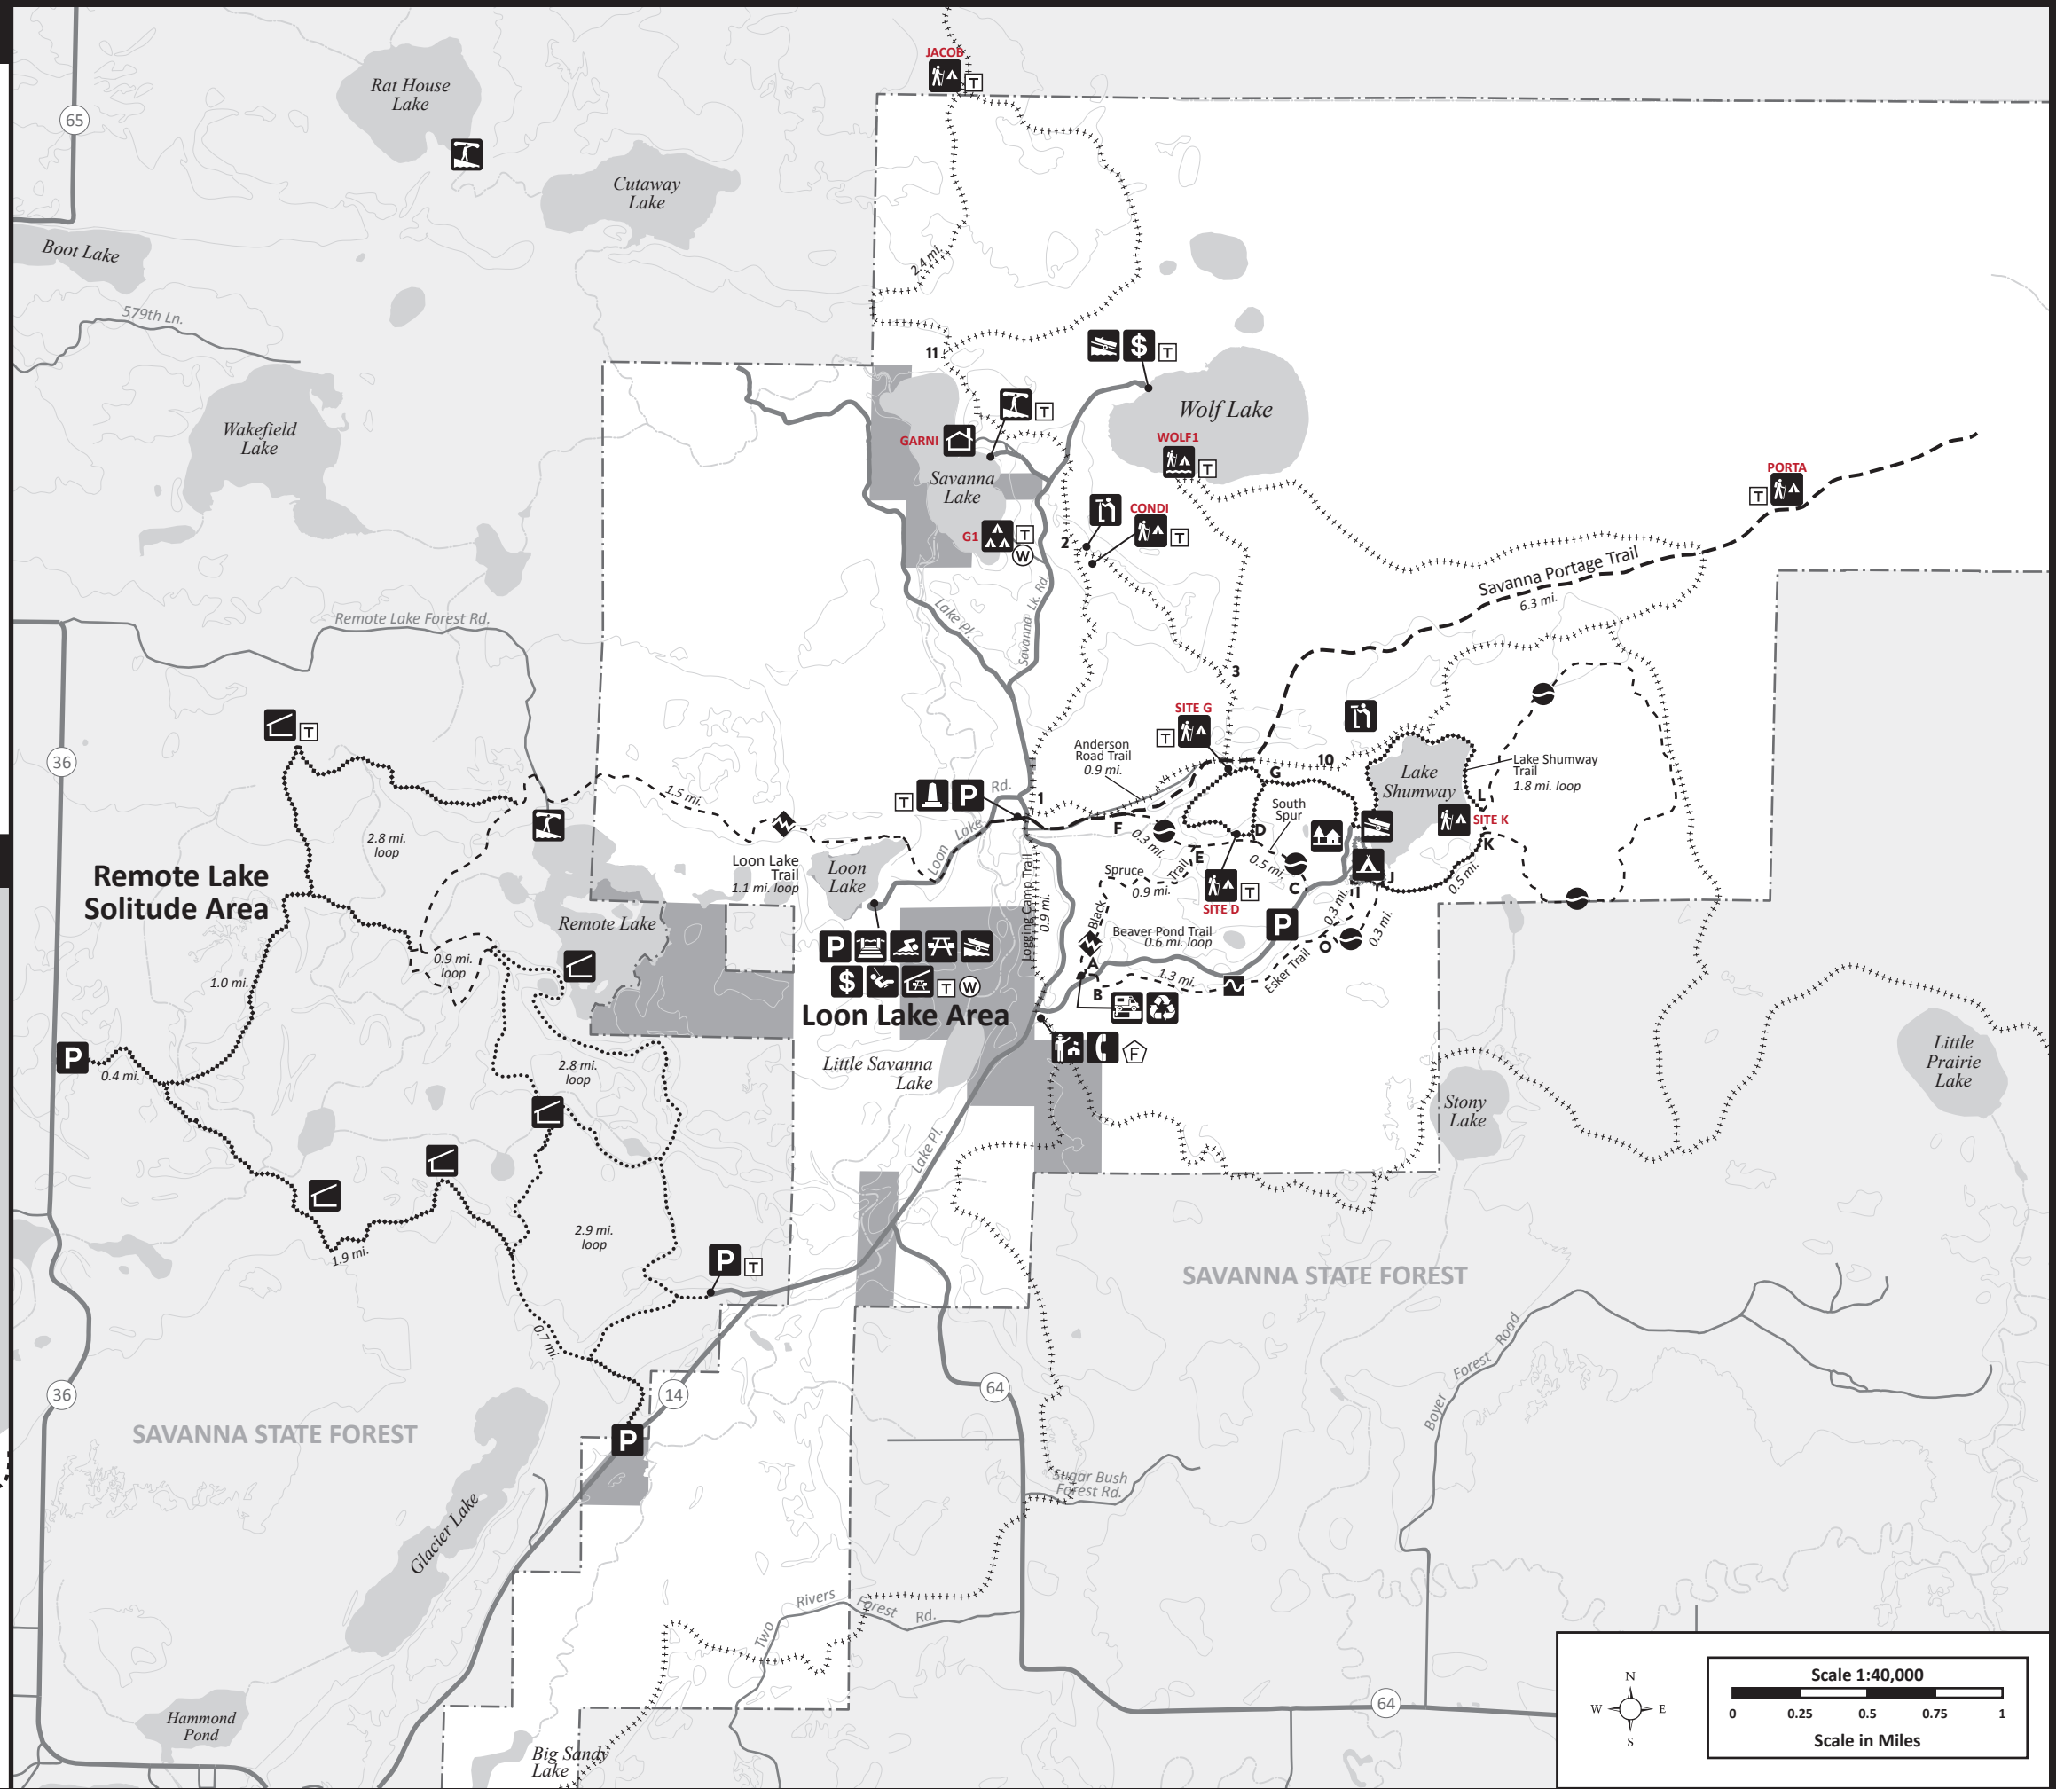 JACOB
T
Rat House
Lake
65
Cutaway
Lake
Boot Lake
2.4 mi.
579th Ln.
11
$
T
Wolf Lake
T
Wakefield
Lake
GARNI
WOLF1
T
Savanna
Lake
PORTA
T
CONDI
T
G1
T
W
2
Savanna Portage Trail
6.3 mi.
Lake Pl.
Savanna Lk. Rd.
Remote Lake Forest Rd.
3
SITE G
T
T
36
Anderson
Road Trail
0.9 mi.
10
G
Lake
Shumway
Lake Shumway
Trail
1.8 mi. loop
1.5 mi.
T
P
Loon Lake Rd.
1
South
Spur
L
SITE K
K
F
0.3 mi.
D
E
2.8 mi.
loop
Loon Lake
Trail
1.1 mi. loop
Loon
Lake
Black Spruce Trail
0.9 mi.
0.5 mi.
C
J
I
0.5 mi.
Remote Lake
Solitude Area
T
SITE D
0.3 mi.
0.3 mi.
Remote Lake
Logging Camp Trail
0.9 mi.
P
Beaver Pond Trail
0.6 mi. loop
O
P
0.9 mi.
loop
A
B
1.3 mi.
Esker Trail
1.0 mi.
$
T
W
Loon Lake Area
F
P
0.4 mi.
2.8 mi.
loop
Little Savanna
Lake
Little
Prairie
Lake
Stony
Lake
Lake Pl.
2.9 mi.
loop
1.9 mi.
P
T
SAVANNA STATE FOREST
0.7 mi.
14
36
64
Boyer Forest Road
SAVANNA STATE FOREST
P
Sugar Bush
Forest Rd.
Glacier Lake
Two Rivers Forest Rd.
Hammond
Pond
Big Sandy
Lake
64
N
W
E
S
Scale 1:40,000
0
0.25
0.5
0.75
1
Scale in Miles